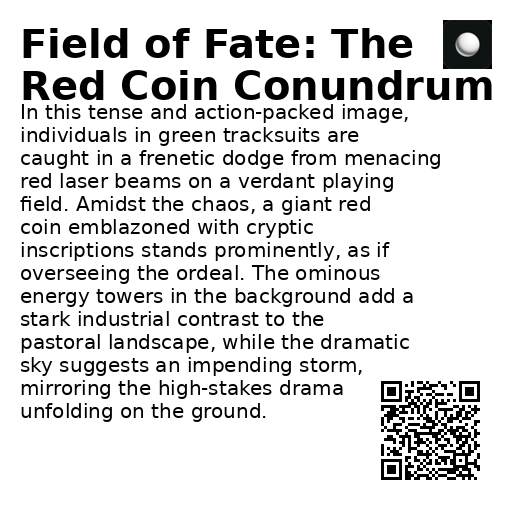 Field of Fate: The
Red Coin Conundrum
In this tense and action-packed image,
individuals in green tracksuits are
caught in a frenetic dodge from menacing
red laser beams on a verdant playing
field. Amidst the chaos, a giant red
coin emblazoned with cryptic
inscriptions stands prominently, as if
overseeing the ordeal. The ominous
energy towers in the background add a
stark industrial contrast to the
pastoral landscape, while the dramatic
sky suggests an impending storm,
mirroring the high-stakes drama
unfolding on the ground.